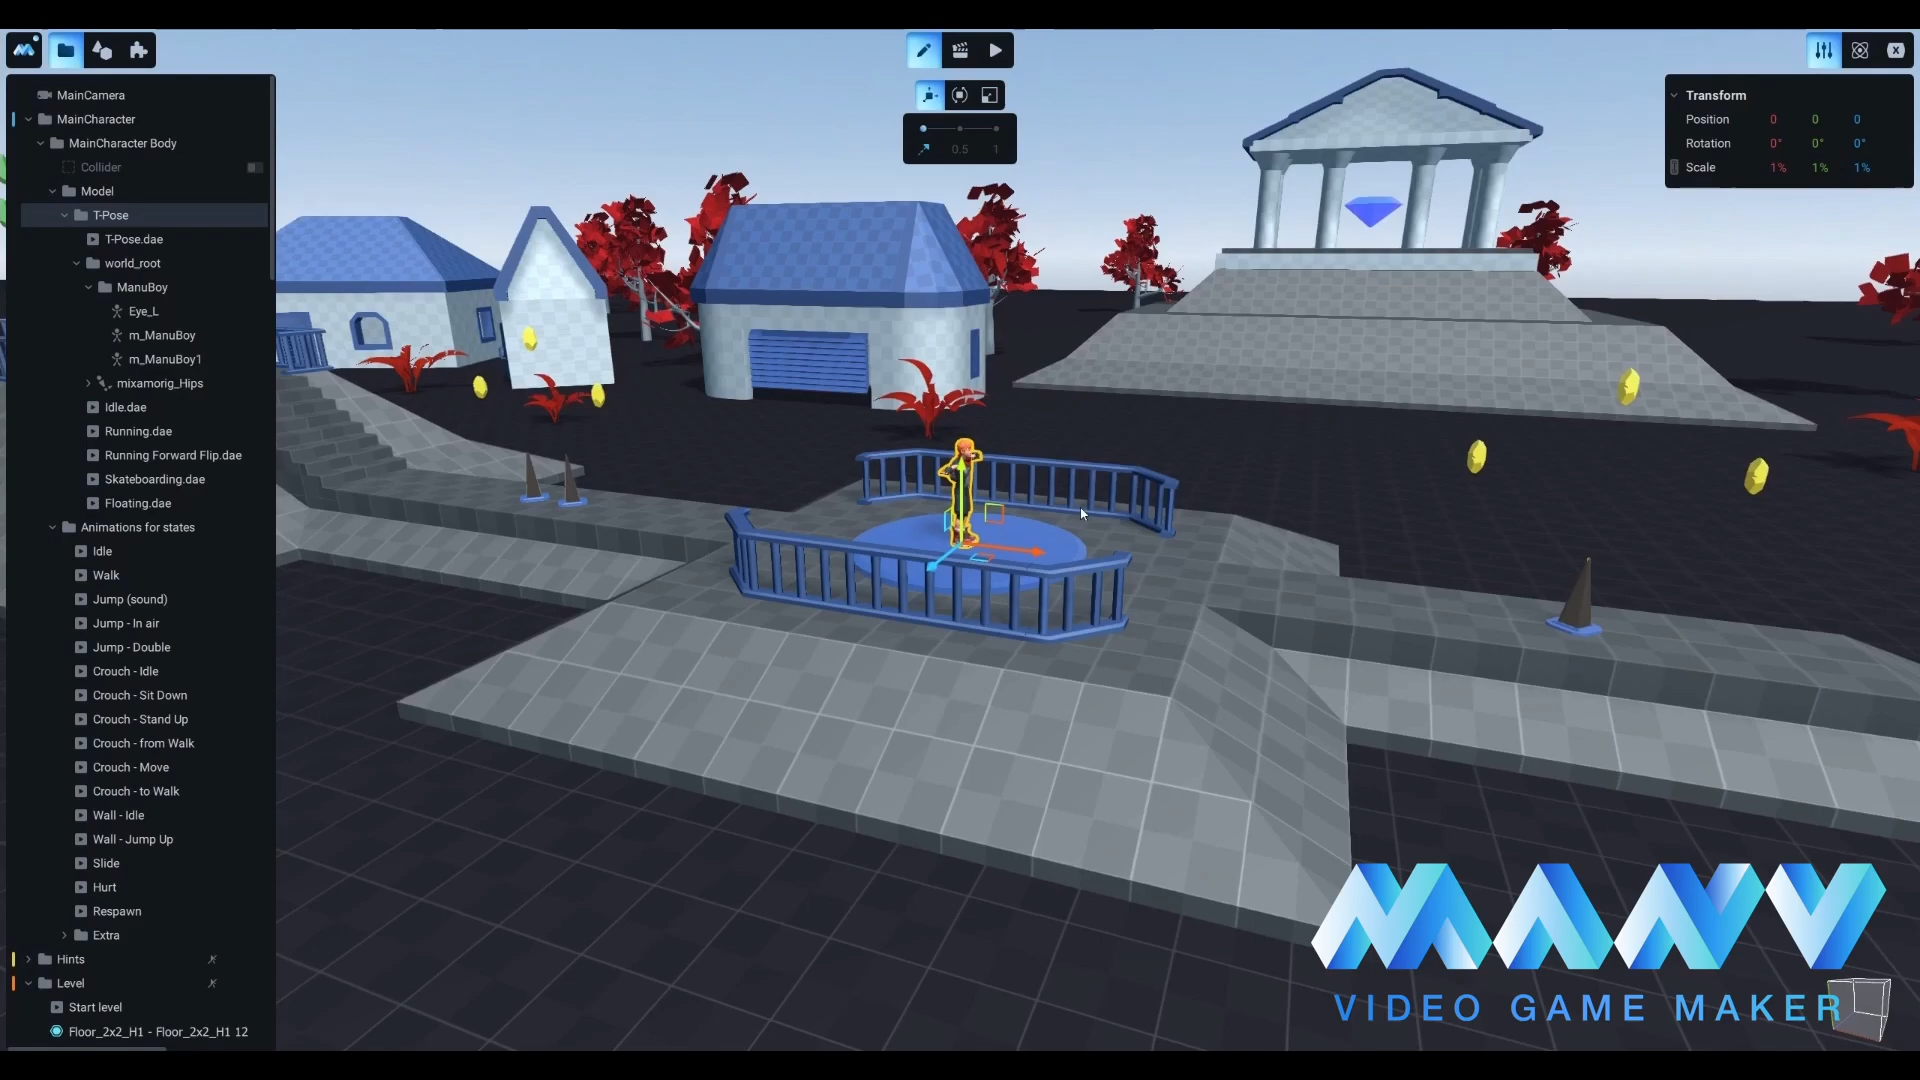 MainCamera
MainCharacter
MainCharacter Body
Collider
Model
T-Pose
T-Pose.dae
world_root
ManuBoy
Eye_L
m_ManuBoy
m_ManuBoy1
mixamorig_Hips
Idle.dae
Running.dae
Running Forward Flip.dae
Skateboarding.dae
Floating.dae
Animations for states
Idle
Walk
Jump (sound)
Jump - In air
Jump - Double
Crouch - Idle
Crouch - Sit Down
Crouch - Stand Up
Crouch - from Walk
Crouch - Move
Crouch - to Walk
Wall - Idle
Wall - Jump Up
Slide
Hurt
Respawn
Extra
Hints
Level
Start level
Floor_2x2_H1 - Floor_2x2_H1 12
0.5 1
Transform
Position 0 0 0
Rotation 0° 0° 0°
Scale 1% 1% 1%
MANV
VIDEO GAME MAKER